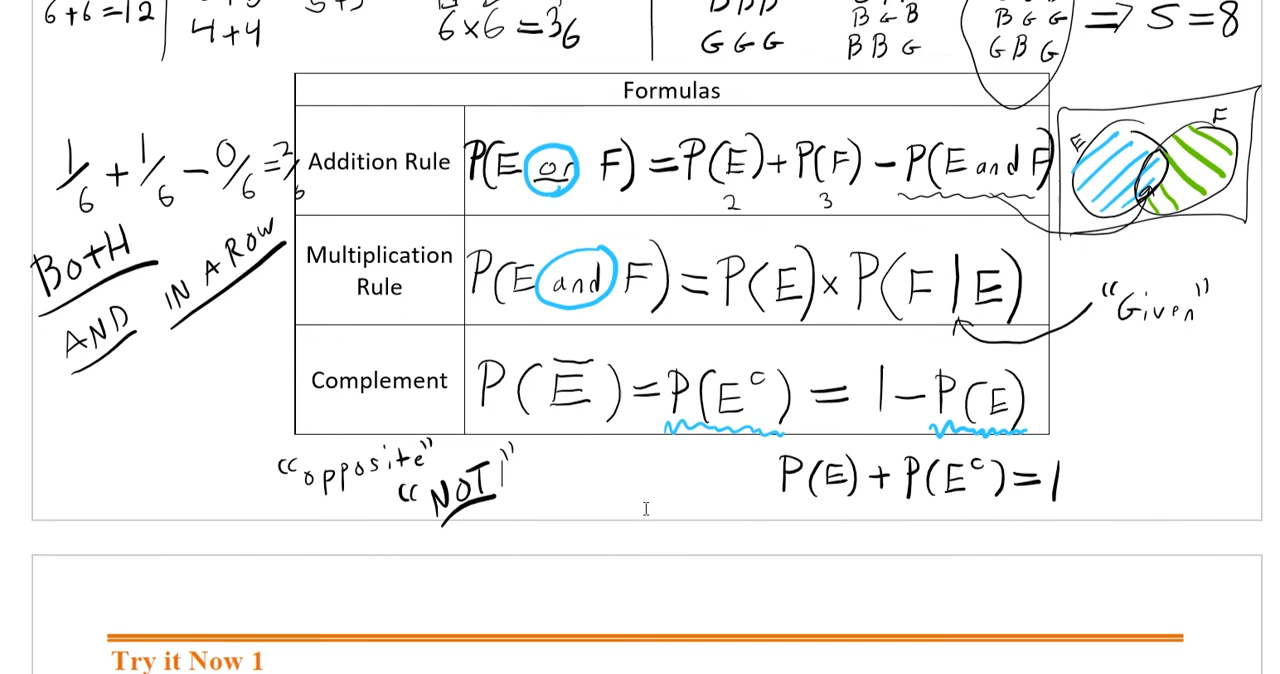 6+6=12
4+4
6×6=36
GGG
BGB
BBG
BGG
GBG
⇒ S=8
Formulas
1/6 + 1/6 − 0/6 = 2/6
Addition Rule
P(E or F) = P(E) + P(F) − P(E and F)
2 3
E F
BOTH
AND
IN A ROW
Multiplication
Rule
P(E and F) = P(E) × P(F | E)
"Given"
Complement
P(E̅) = P(Eᶜ) = 1 − P(E)
"opposite"
"NOT"
P(E) + P(Eᶜ) = 1
Try it Now 1